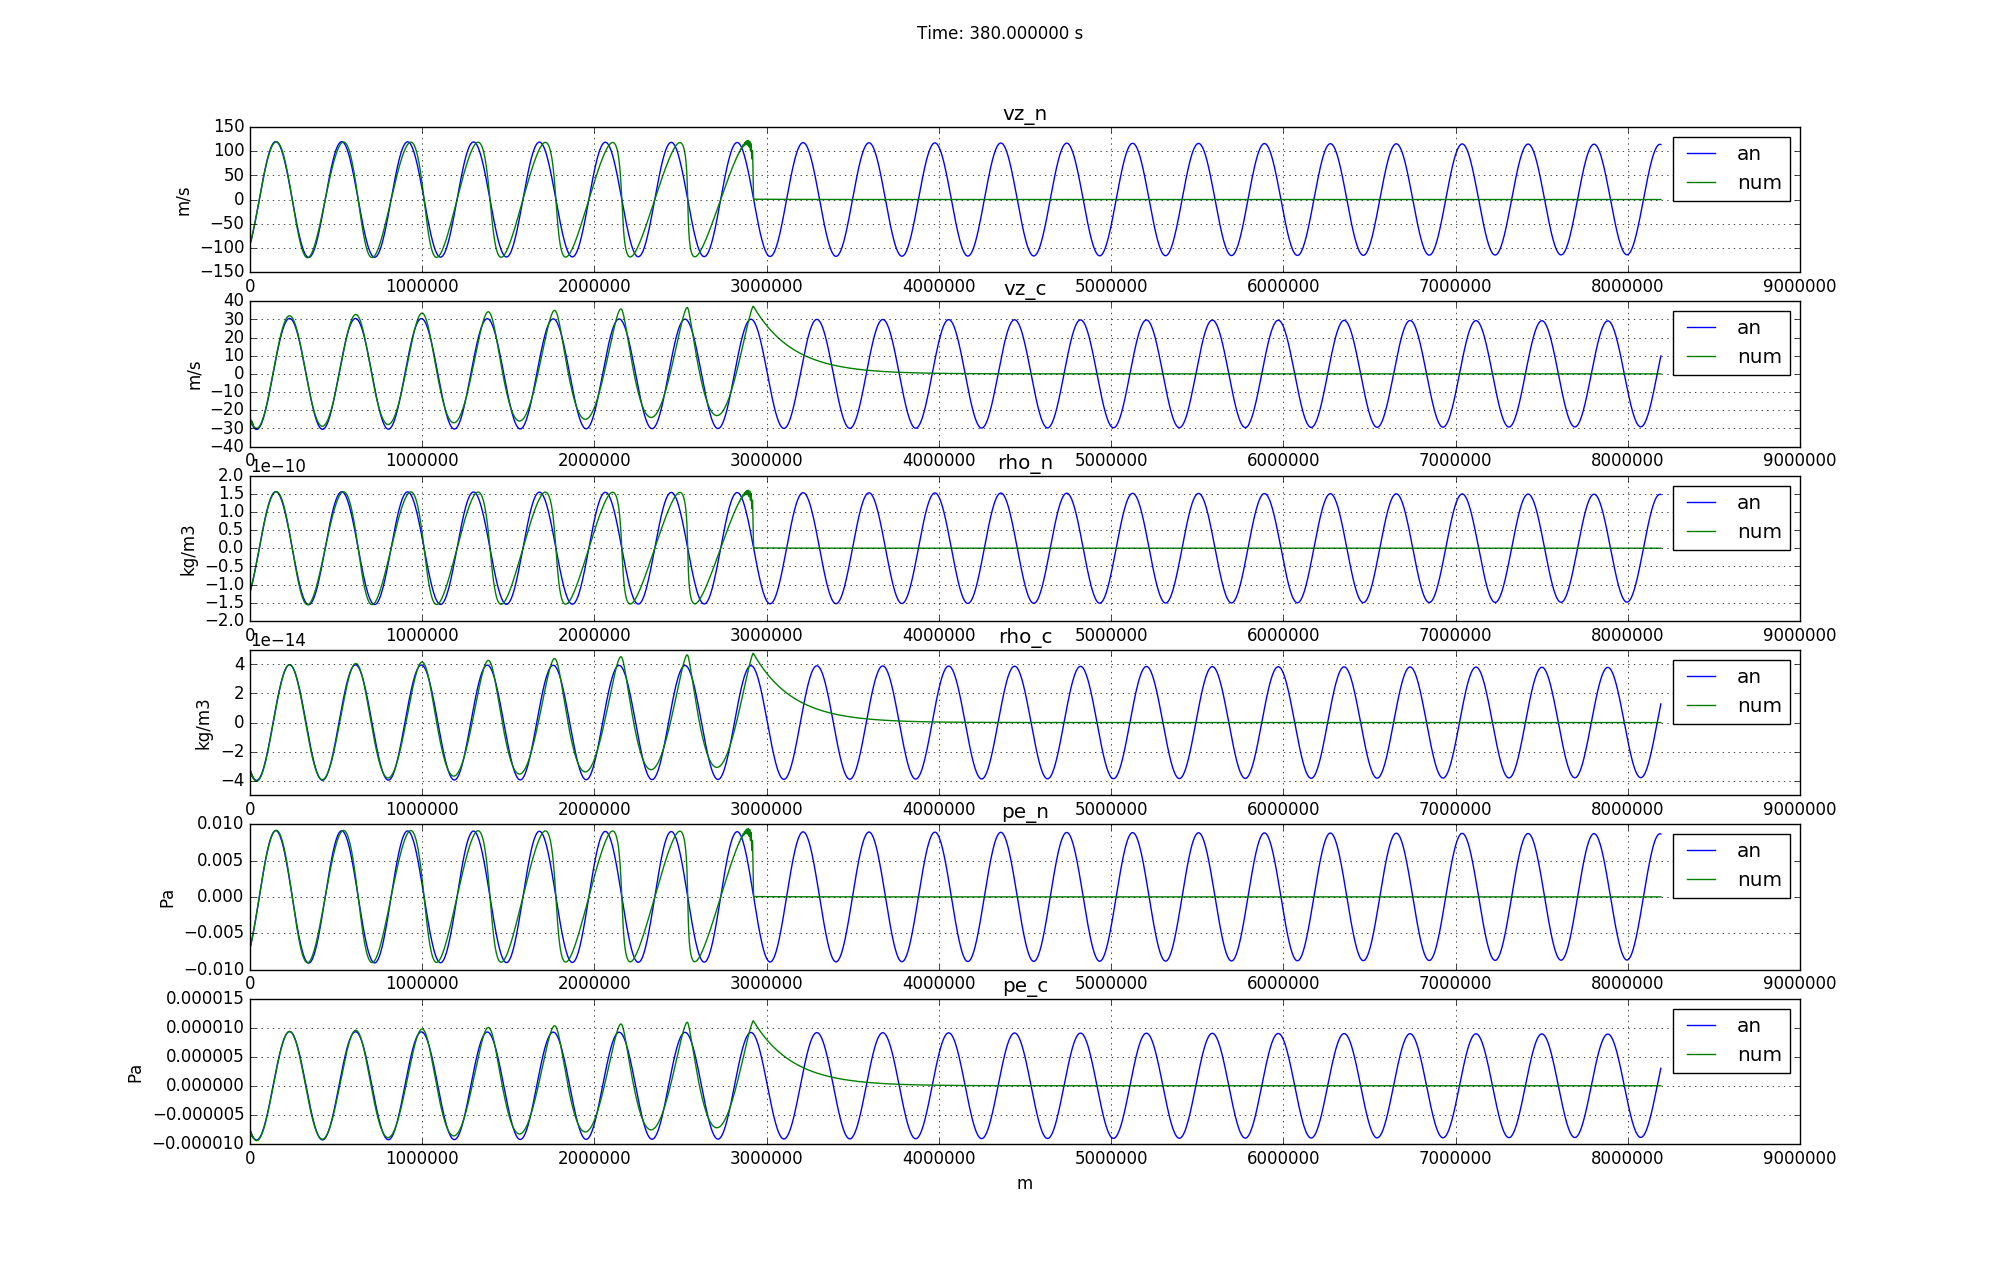 Time: 380.000000 s
vz_n
150
100
50
0
−50
−100
−150
m/s
an
num
0 1000000 2000000 3000000 4000000 5000000 6000000 7000000 8000000 9000000
vz_c
40
30
20
10
0
−10
−20
−30
−40
m/s
an
num
0 1000000 2000000 3000000 4000000 5000000 6000000 7000000 8000000 9000000
1e−10
rho_n
2.0
1.5
1.0
0.5
0.0
−0.5
−1.0
−1.5
−2.0
kg/m3
an
num
0 1000000 2000000 3000000 4000000 5000000 6000000 7000000 8000000 9000000
1e−14
rho_c
4
2
0
−2
−4
kg/m3
an
num
0 1000000 2000000 3000000 4000000 5000000 6000000 7000000 8000000 9000000
pe_n
0.010
0.005
0.000
−0.005
−0.010
Pa
an
num
0 1000000 2000000 3000000 4000000 5000000 6000000 7000000 8000000 9000000
pe_c
0.000015
0.000010
0.000005
0.000000
−0.000005
−0.000010
Pa
an
num
0 1000000 2000000 3000000 4000000 5000000 6000000 7000000 8000000 9000000
m